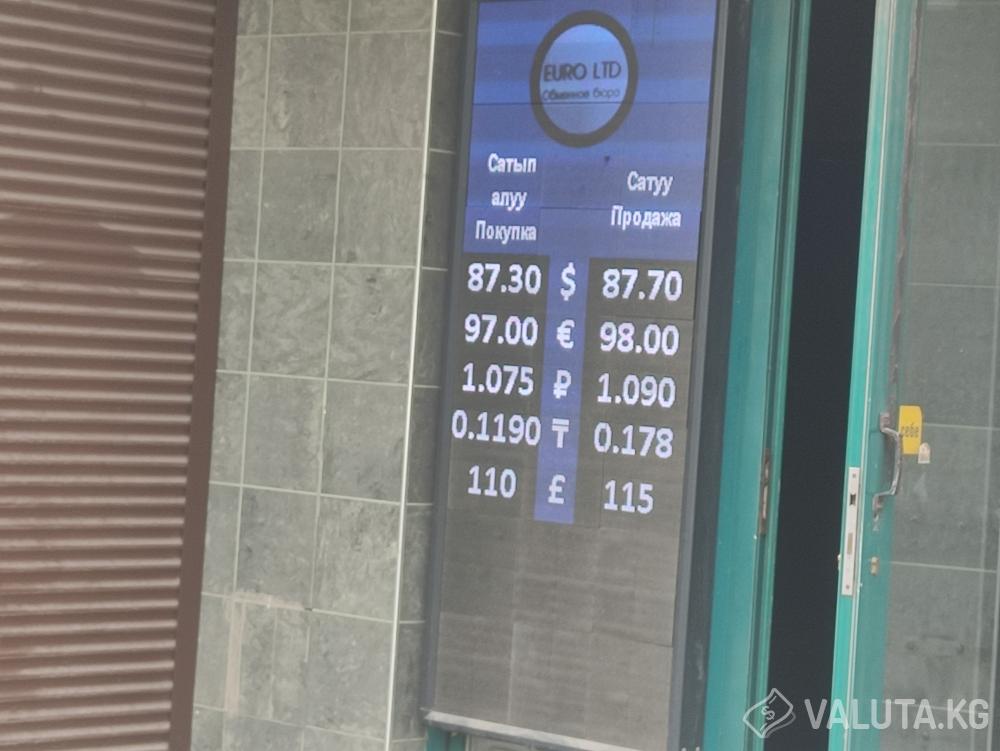 EURO LTD
Обменное бюро
Сатып
алуу
Покупка
Сатуу
Продажа
87.30 $ 87.70
97.00 € 98.00
1.075 ₽ 1.090
0.1190 ₸ 0.178
110 £ 115
себе
VALUTA.KG